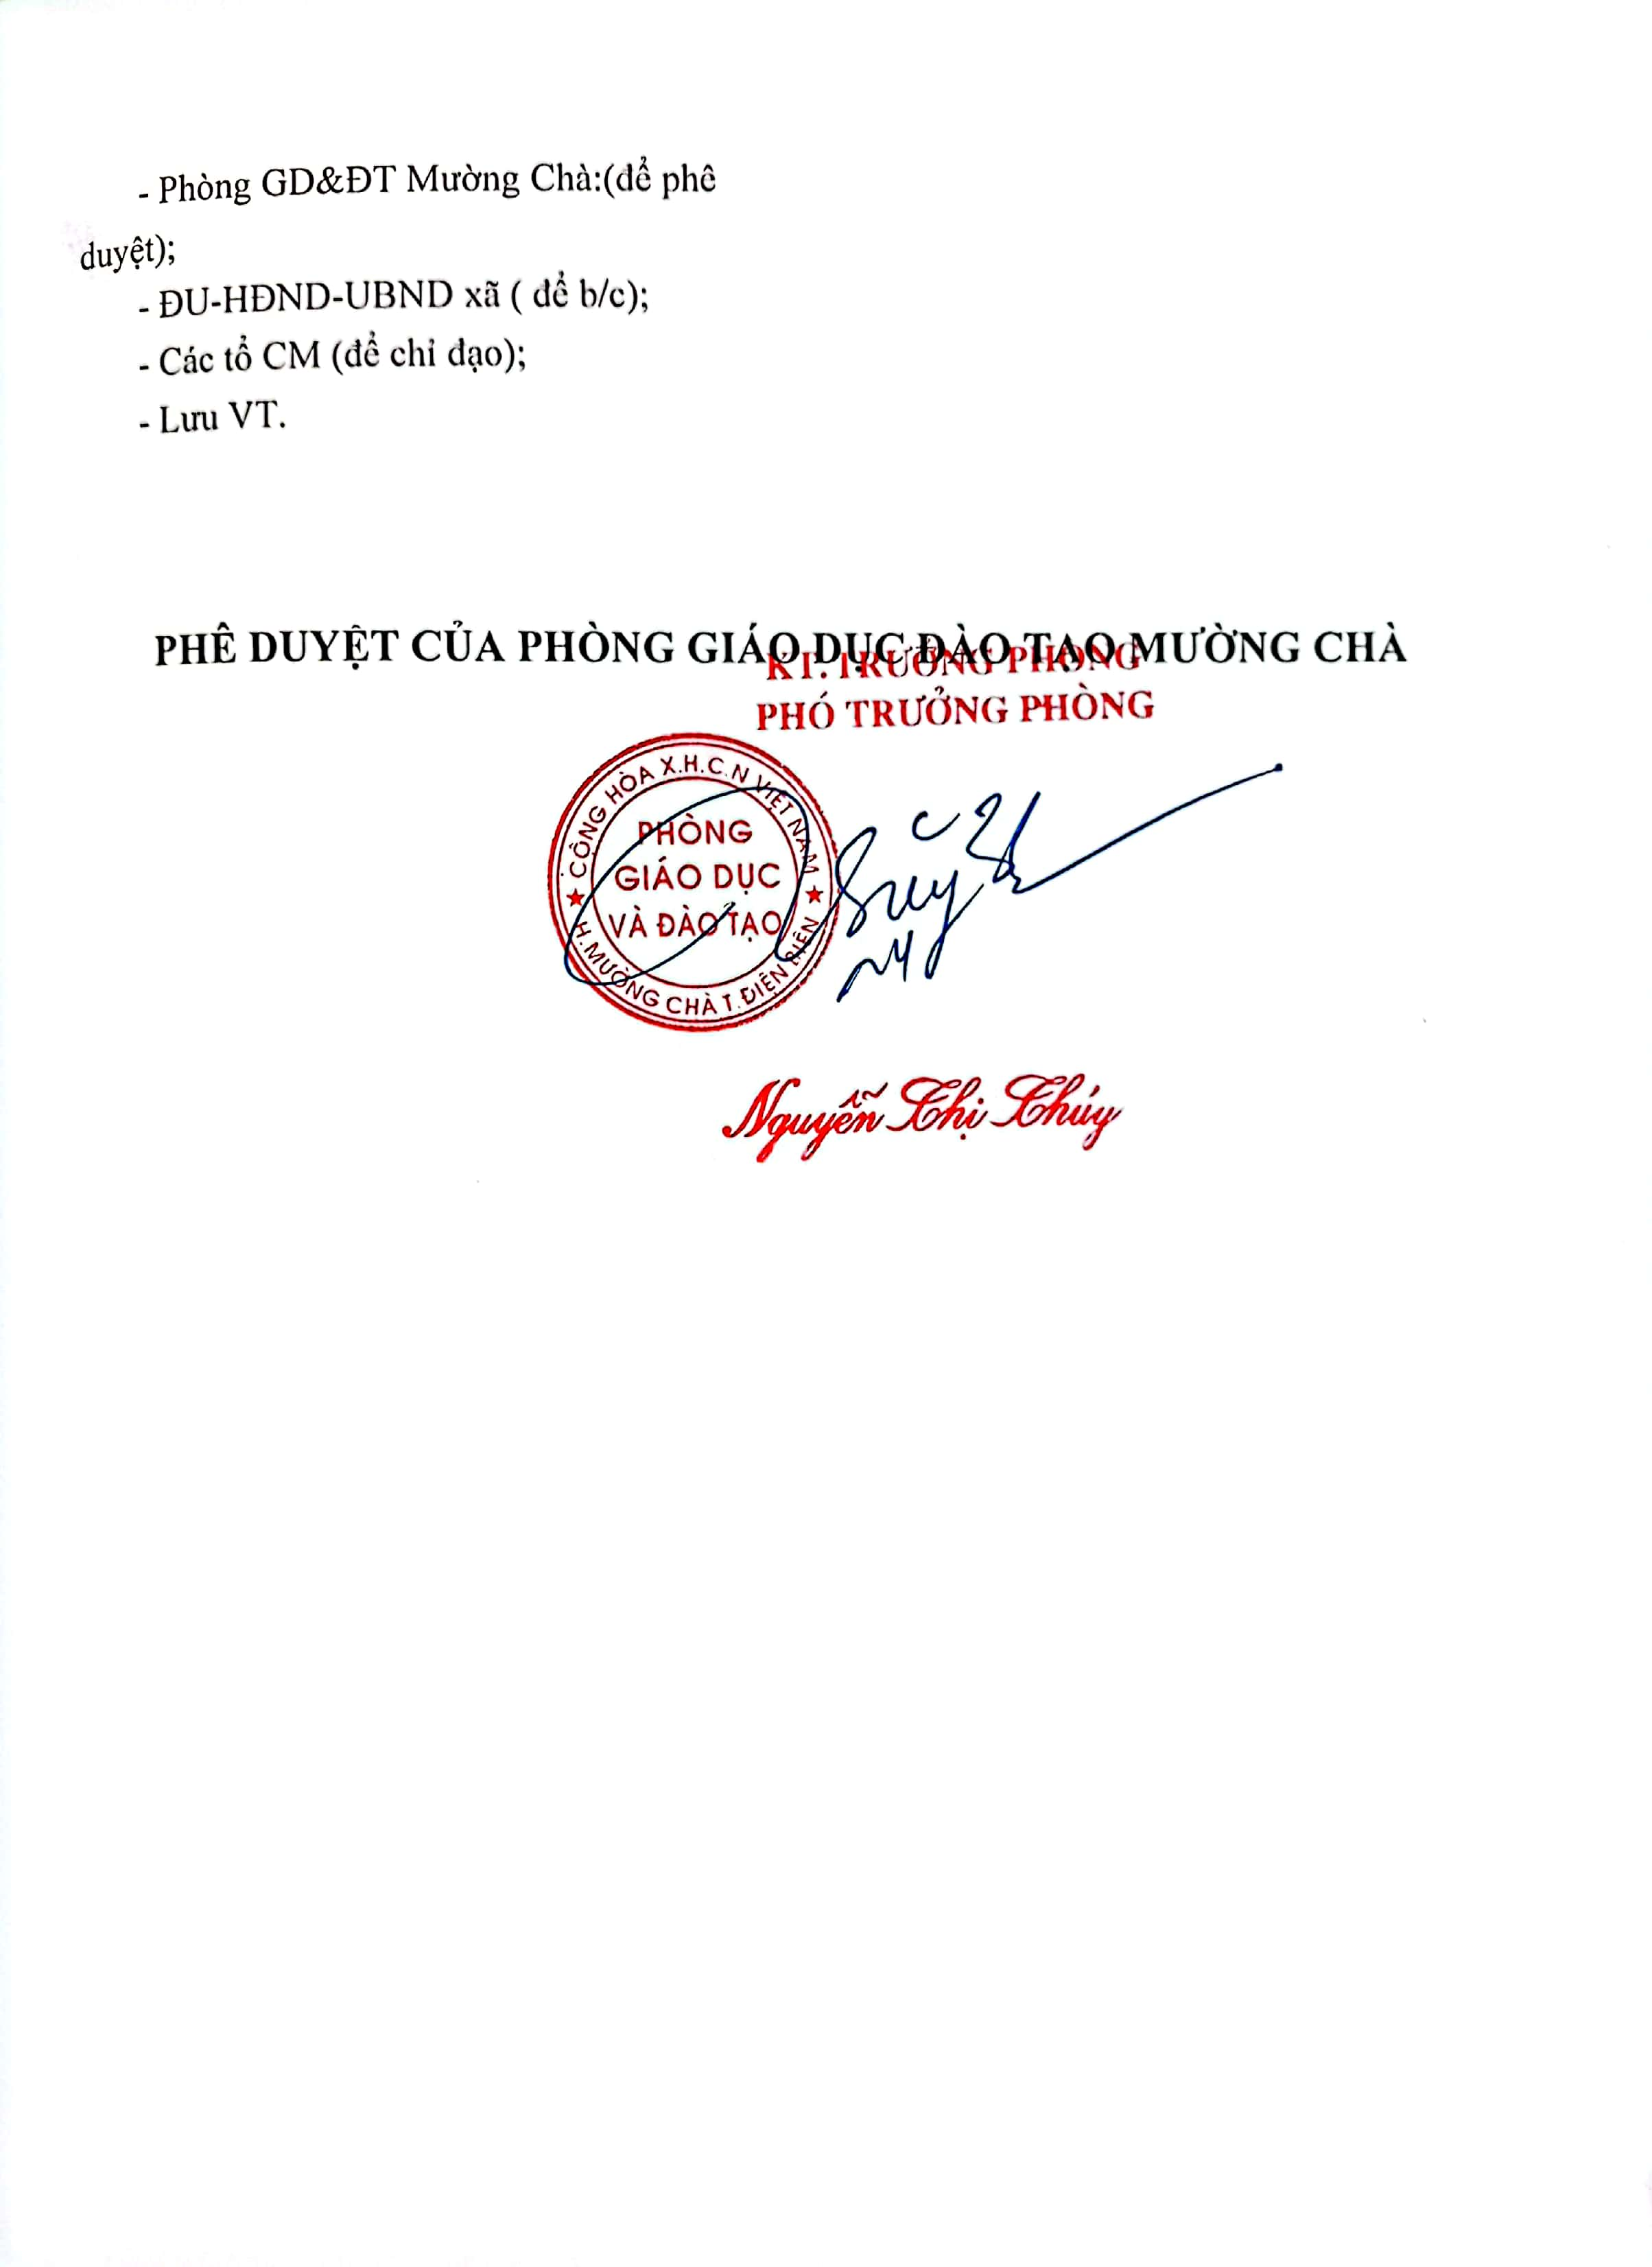 - Phòng GD&ĐT Mường Chà:(để phê
duyệt);
- ĐU-HĐND-UBND xã ( để b/c);
- Các tổ CM (để chỉ đạo);
- Lưu VT.
PHÊ DUYỆT CỦA PHÒNG GIÁO DỤC ĐÀO TẠO MƯỜNG CHÀ
KT. TRƯỞNG PHÒNG
PHÓ TRƯỞNG PHÒNG
CỘNG HÒA X.H.C.N VIỆT NAM
PHÒNG
GIÁO DỤC
VÀ ĐÀO TẠO
H.MƯỜNG CHÀ T.ĐIỆN BIÊN
Nguyễn Thị Thúy